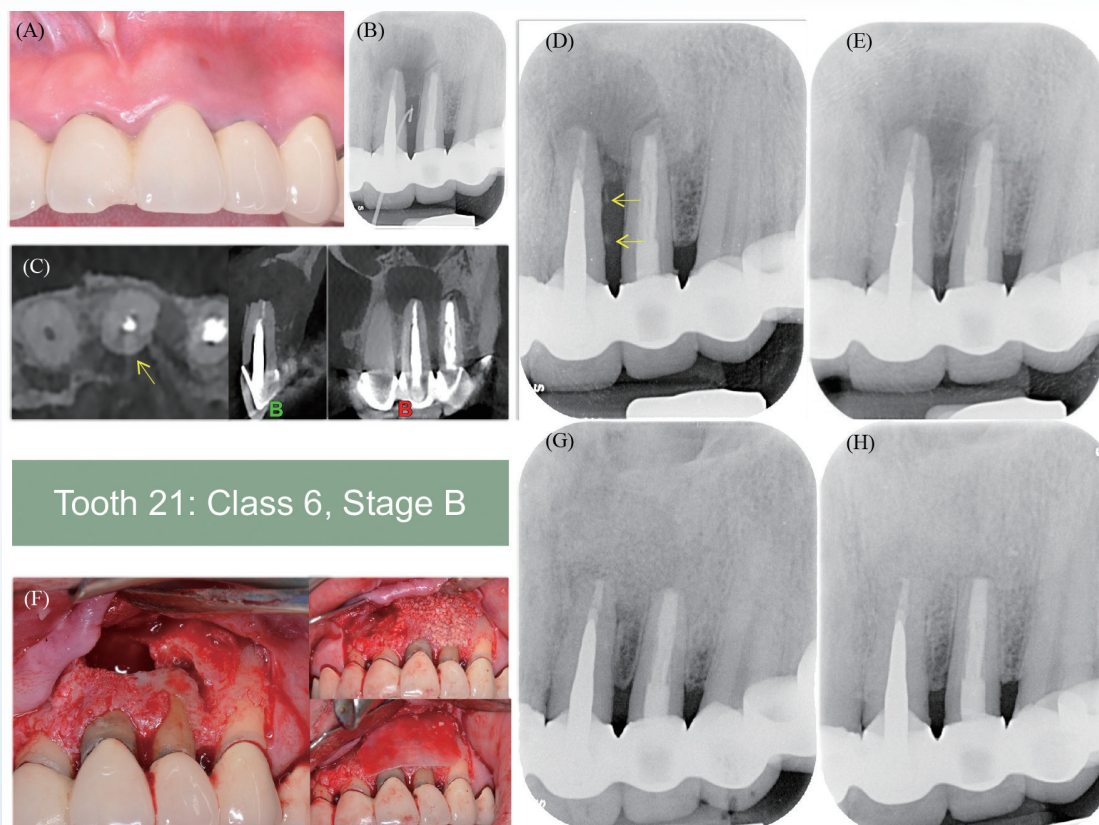 (A)
(B)
(C)
B
B
(D)
(E)
Tooth 21: Class 6, Stage B
(F)
(G)
(H)